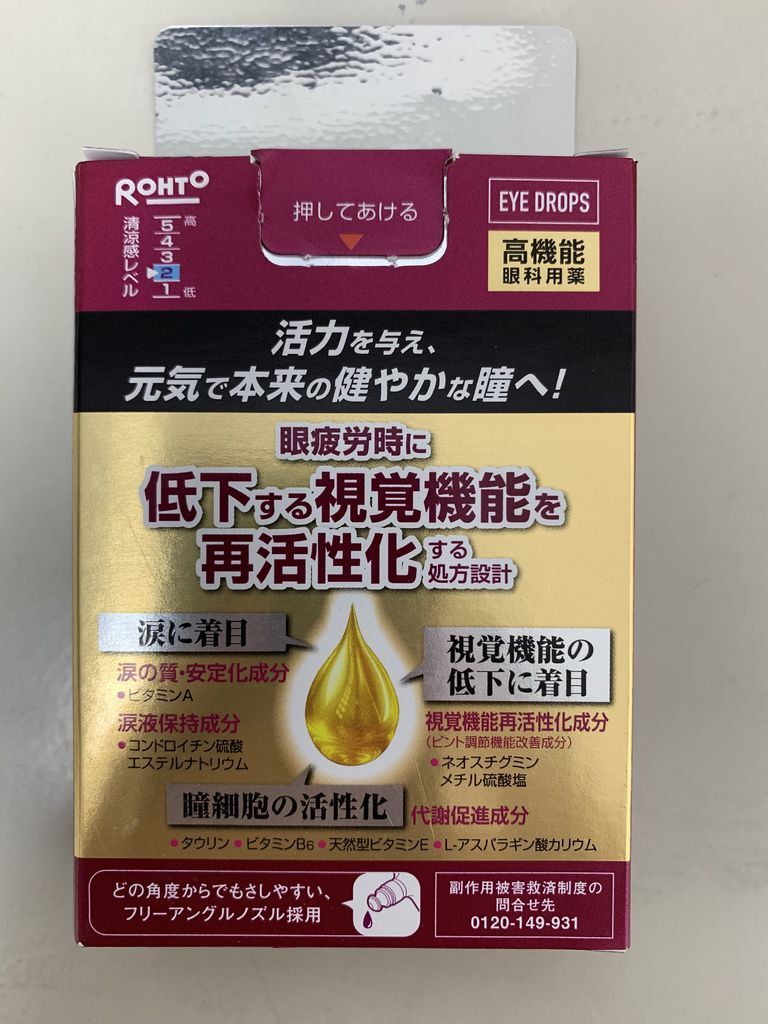 ROHTO
清涼感レベル
高
5
4
3
2
1
低
押してあける
EYE DROPS
高機能
眼科用薬
活力を与え、
元気で本来の健やかな瞳へ!
眼疲労時に
低下する視覚機能を
再活性化する
処方設計
涙に着目
涙の質・安定化成分
●ビタミンA
涙液保持成分
●コンドロイチン硫酸
エステルナトリウム
視覚機能の
低下に着目
視覚機能再活性化成分
(ピント調節機能改善成分)
●ネオスチグミン
メチル硫酸塩
瞳細胞の活性化
代謝促進成分
●タウリン●ビタミンB6●天然型ビタミンE●L-アスパラギン酸カリウム
どの角度からでもさしやすい、
フリーアングルノズル採用
副作用被害救済制度の
問合せ先
0120-149-931